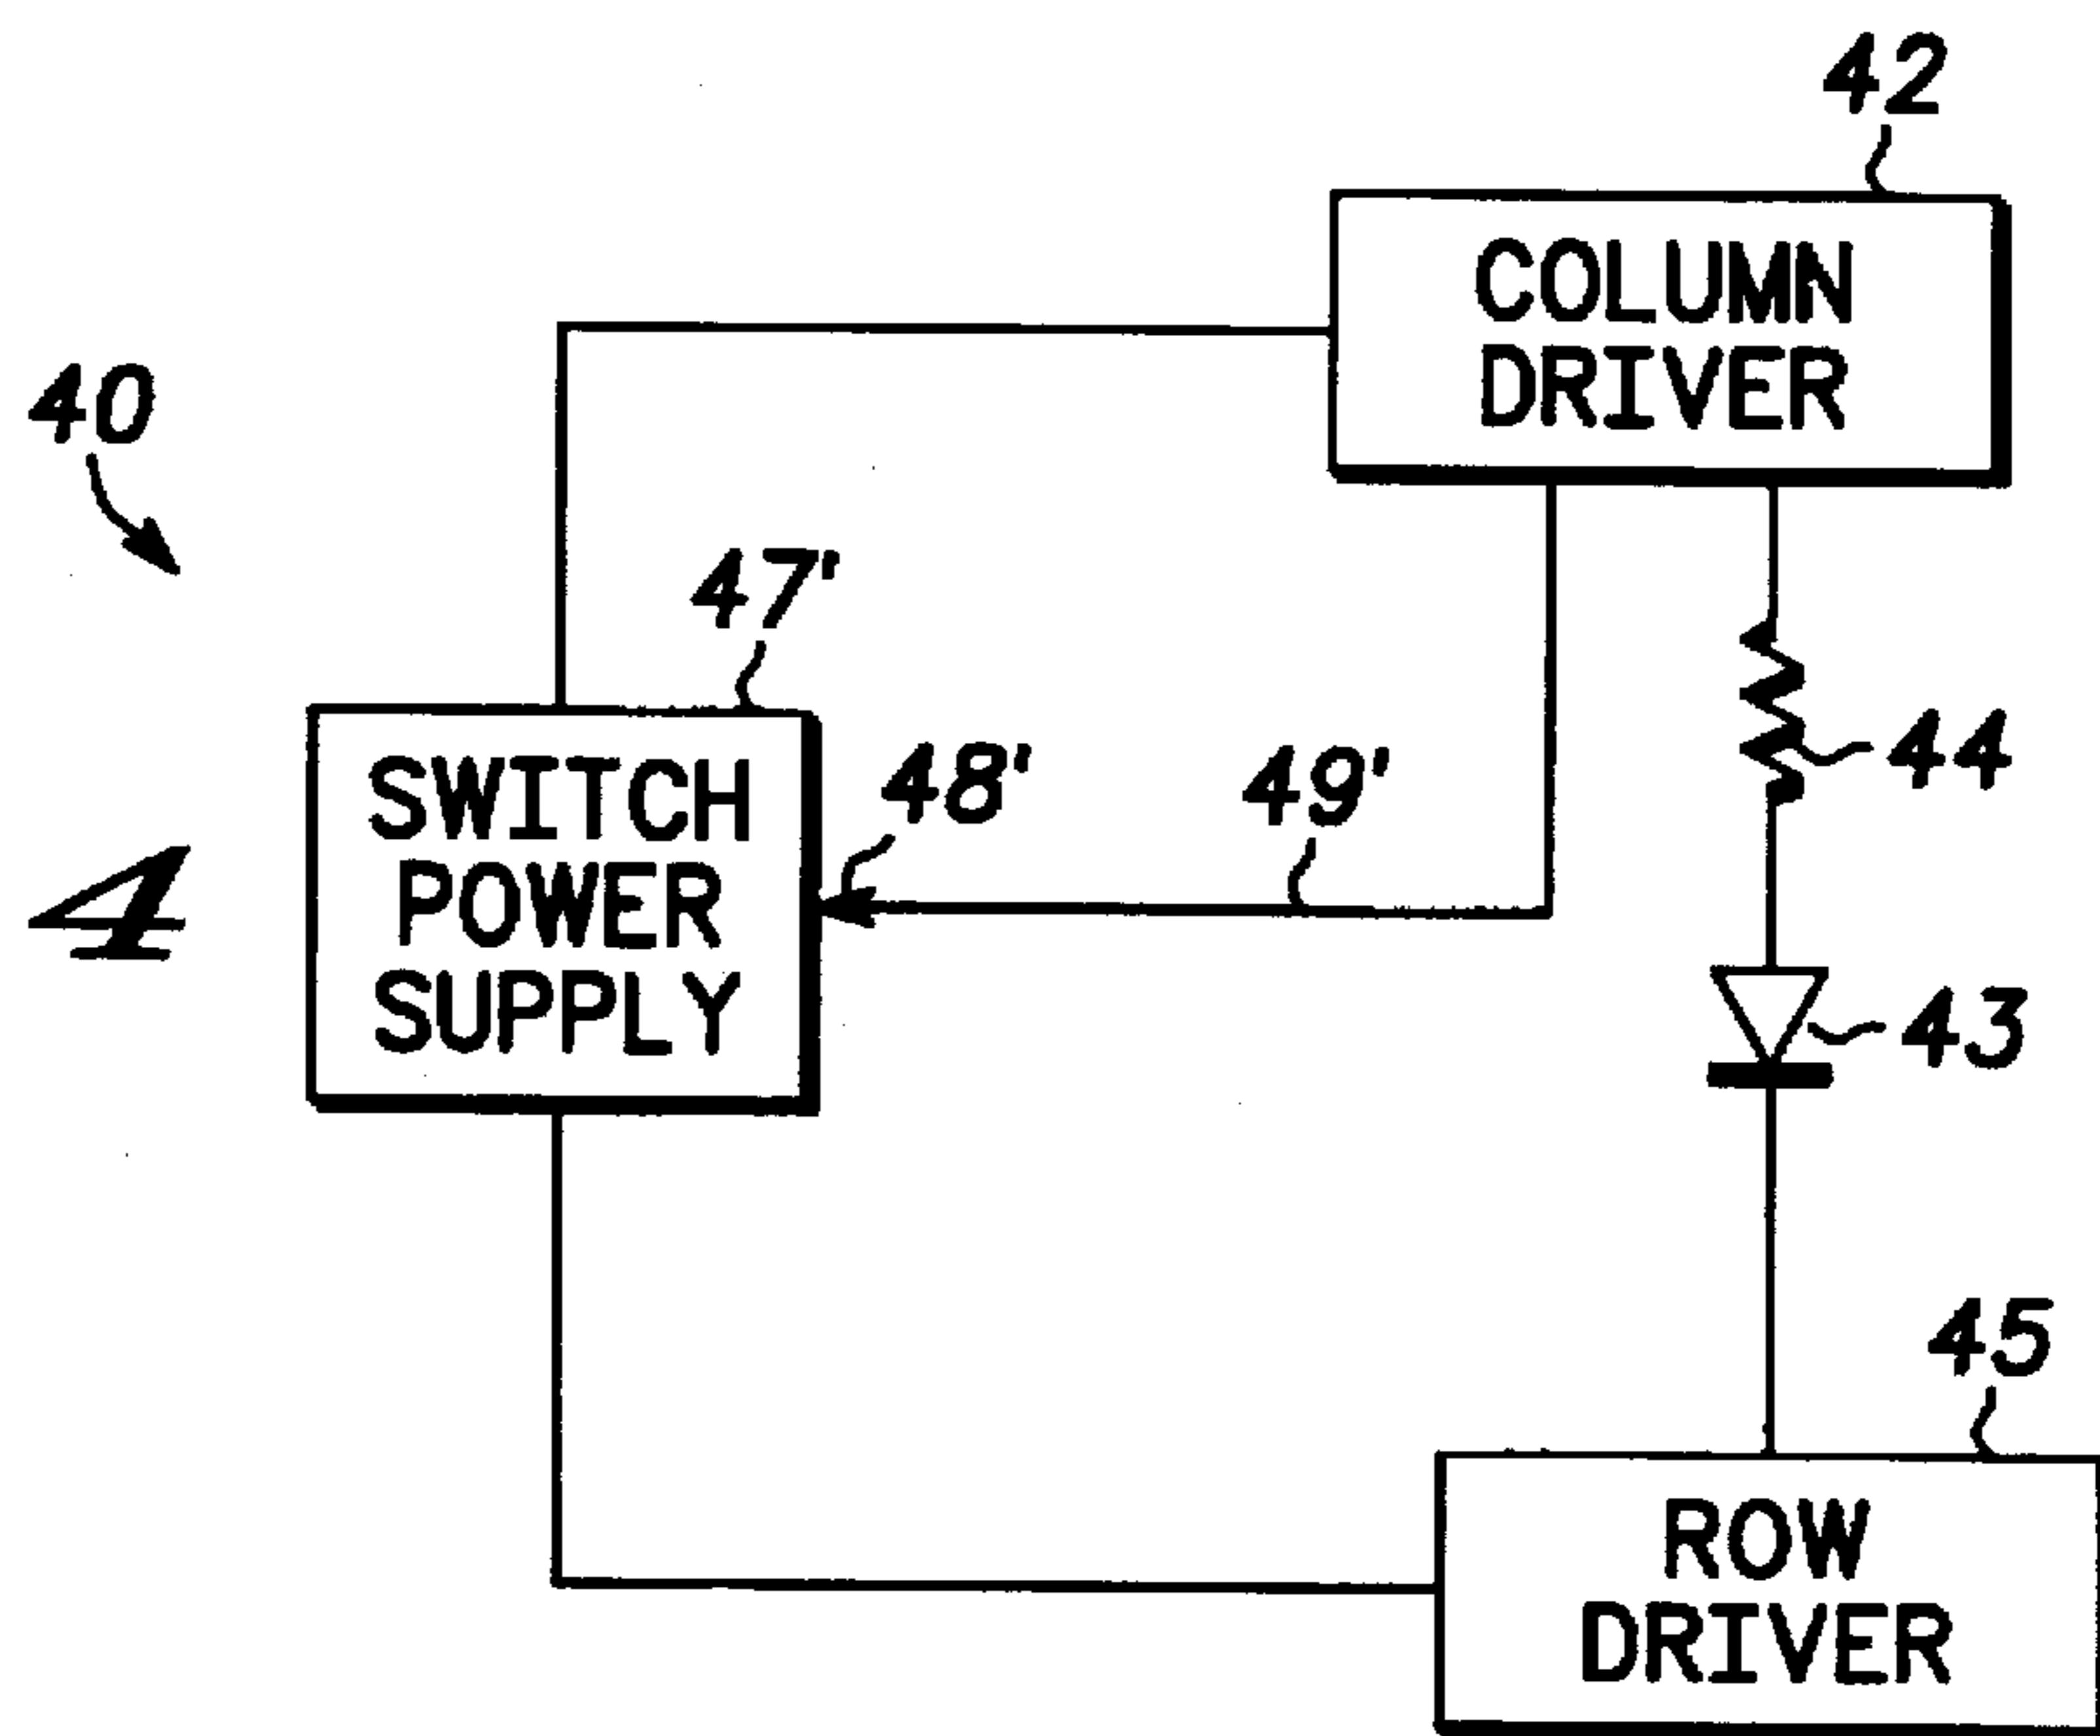 42
COLUMN
DRIVER
40
47'
SWITCH
POWER
SUPPLY
48'
49'
44
4
43
45
ROW
DRIVER